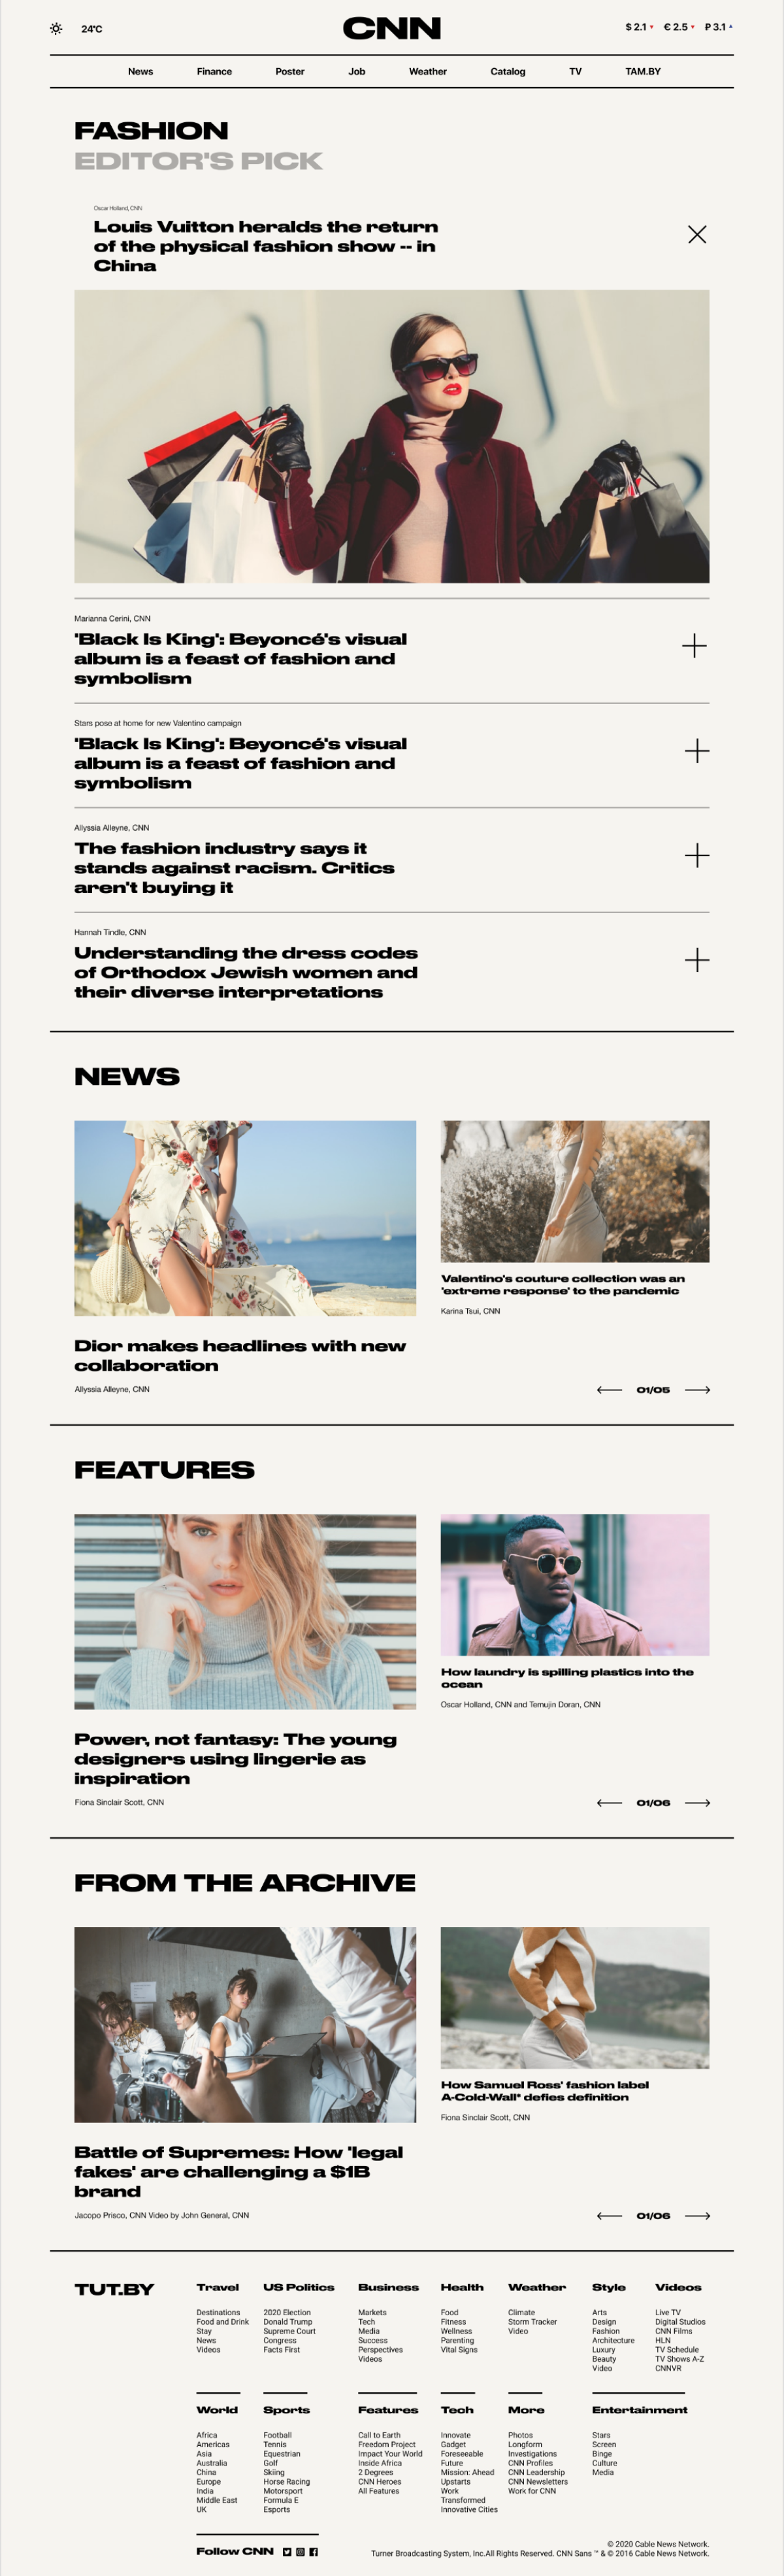 24°C
CNN
$ 2.1 € 2.5 ₽ 3.1
News Finance Poster Job Weather Catalog TV TAM.BY
FASHION
EDITOR'S PICK
Oscar Holland, CNN
Louis Vuitton heralds the return
of the physical fashion show -- in
China
Marianna Cerini, CNN
'Black Is King': Beyoncé's visual
album is a feast of fashion and
symbolism
Stars pose at home for new Valentino campaign
'Black Is King': Beyoncé's visual
album is a feast of fashion and
symbolism
Allyssia Alleyne, CNN
The fashion industry says it
stands against racism. Critics
aren't buying it
Hannah Tindle, CNN
Understanding the dress codes
of Orthodox Jewish women and
their diverse interpretations
NEWS
Dior makes headlines with new
collaboration
Allyssia Alleyne, CNN
Valentino's couture collection was an
'extreme response' to the pandemic
Karina Tsui, CNN
01/05
FEATURES
Power, not fantasy: The young
designers using lingerie as
inspiration
Fiona Sinclair Scott, CNN
How laundry is spilling plastics into the
ocean
Oscar Holland, CNN and Temujin Doran, CNN
01/06
FROM THE ARCHIVE
Battle of Supremes: How 'legal
fakes' are challenging a $1B
brand
Jacopo Prisco, CNN Video by John General, CNN
How Samuel Ross' fashion label
A-Cold-Wall* defies definition
Fiona Sinclair Scott, CNN
01/06
TUT.BY
Travel
Destinations
Food and Drink
Stay
News
Videos
US Politics
2020 Election
Donald Trump
Supreme Court
Congress
Facts First
Business
Markets
Tech
Media
Success
Perspectives
Videos
Health
Food
Fitness
Wellness
Parenting
Vital Signs
Weather
Climate
Storm Tracker
Video
Style
Arts
Design
Fashion
Architecture
Luxury
Beauty
Video
Videos
Live TV
Digital Studios
CNN Films
HLN
TV Schedule
TV Shows A-Z
CNNVR
World
Africa
Americas
Asia
Australia
China
Europe
India
Middle East
UK
Sports
Football
Tennis
Equestrian
Golf
Skiing
Horse Racing
Motorsport
Formula E
Esports
Features
Call to Earth
Freedom Project
Impact Your World
Inside Africa
2 Degrees
CNN Heroes
All Features
Tech
Innovate
Gadget
Foreseeable
Future
Mission: Ahead
Upstarts
Work
Transformed
Innovative Cities
More
Photos
Longform
Investigations
CNN Profiles
CNN Leadership
CNN Newsletters
Work for CNN
Entertainment
Stars
Screen
Binge
Culture
Media
Follow CNN
© 2020 Cable News Network.
Turner Broadcasting System, Inc.All Rights Reserved. CNN Sans ™ & © 2016 Cable News Network.